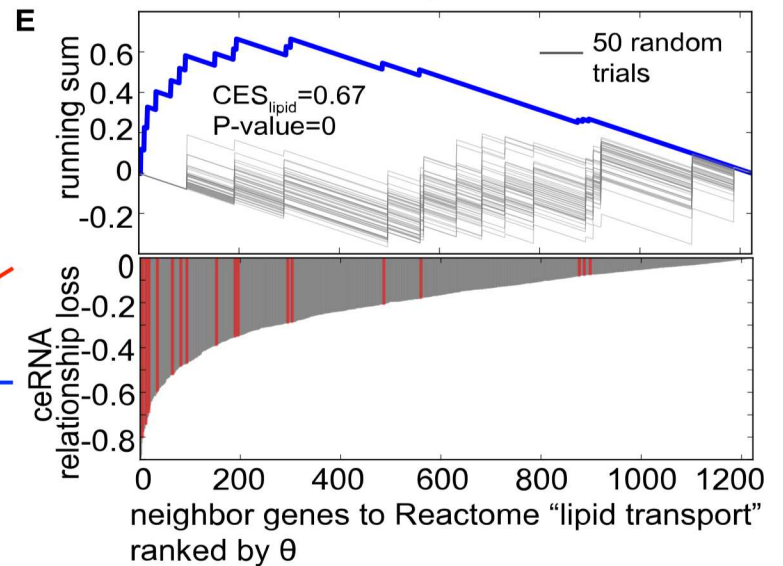 E
running sum
0.6
0.4
0.2
0
-0.2
50 random
trials
CESlipid=0.67
P-value=0
ceRNA
relationship loss
0
-0.2
-0.4
-0.6
-0.8
0 200 400 600 800 1000 1200
neighbor genes to Reactome “lipid transport”
ranked by θ